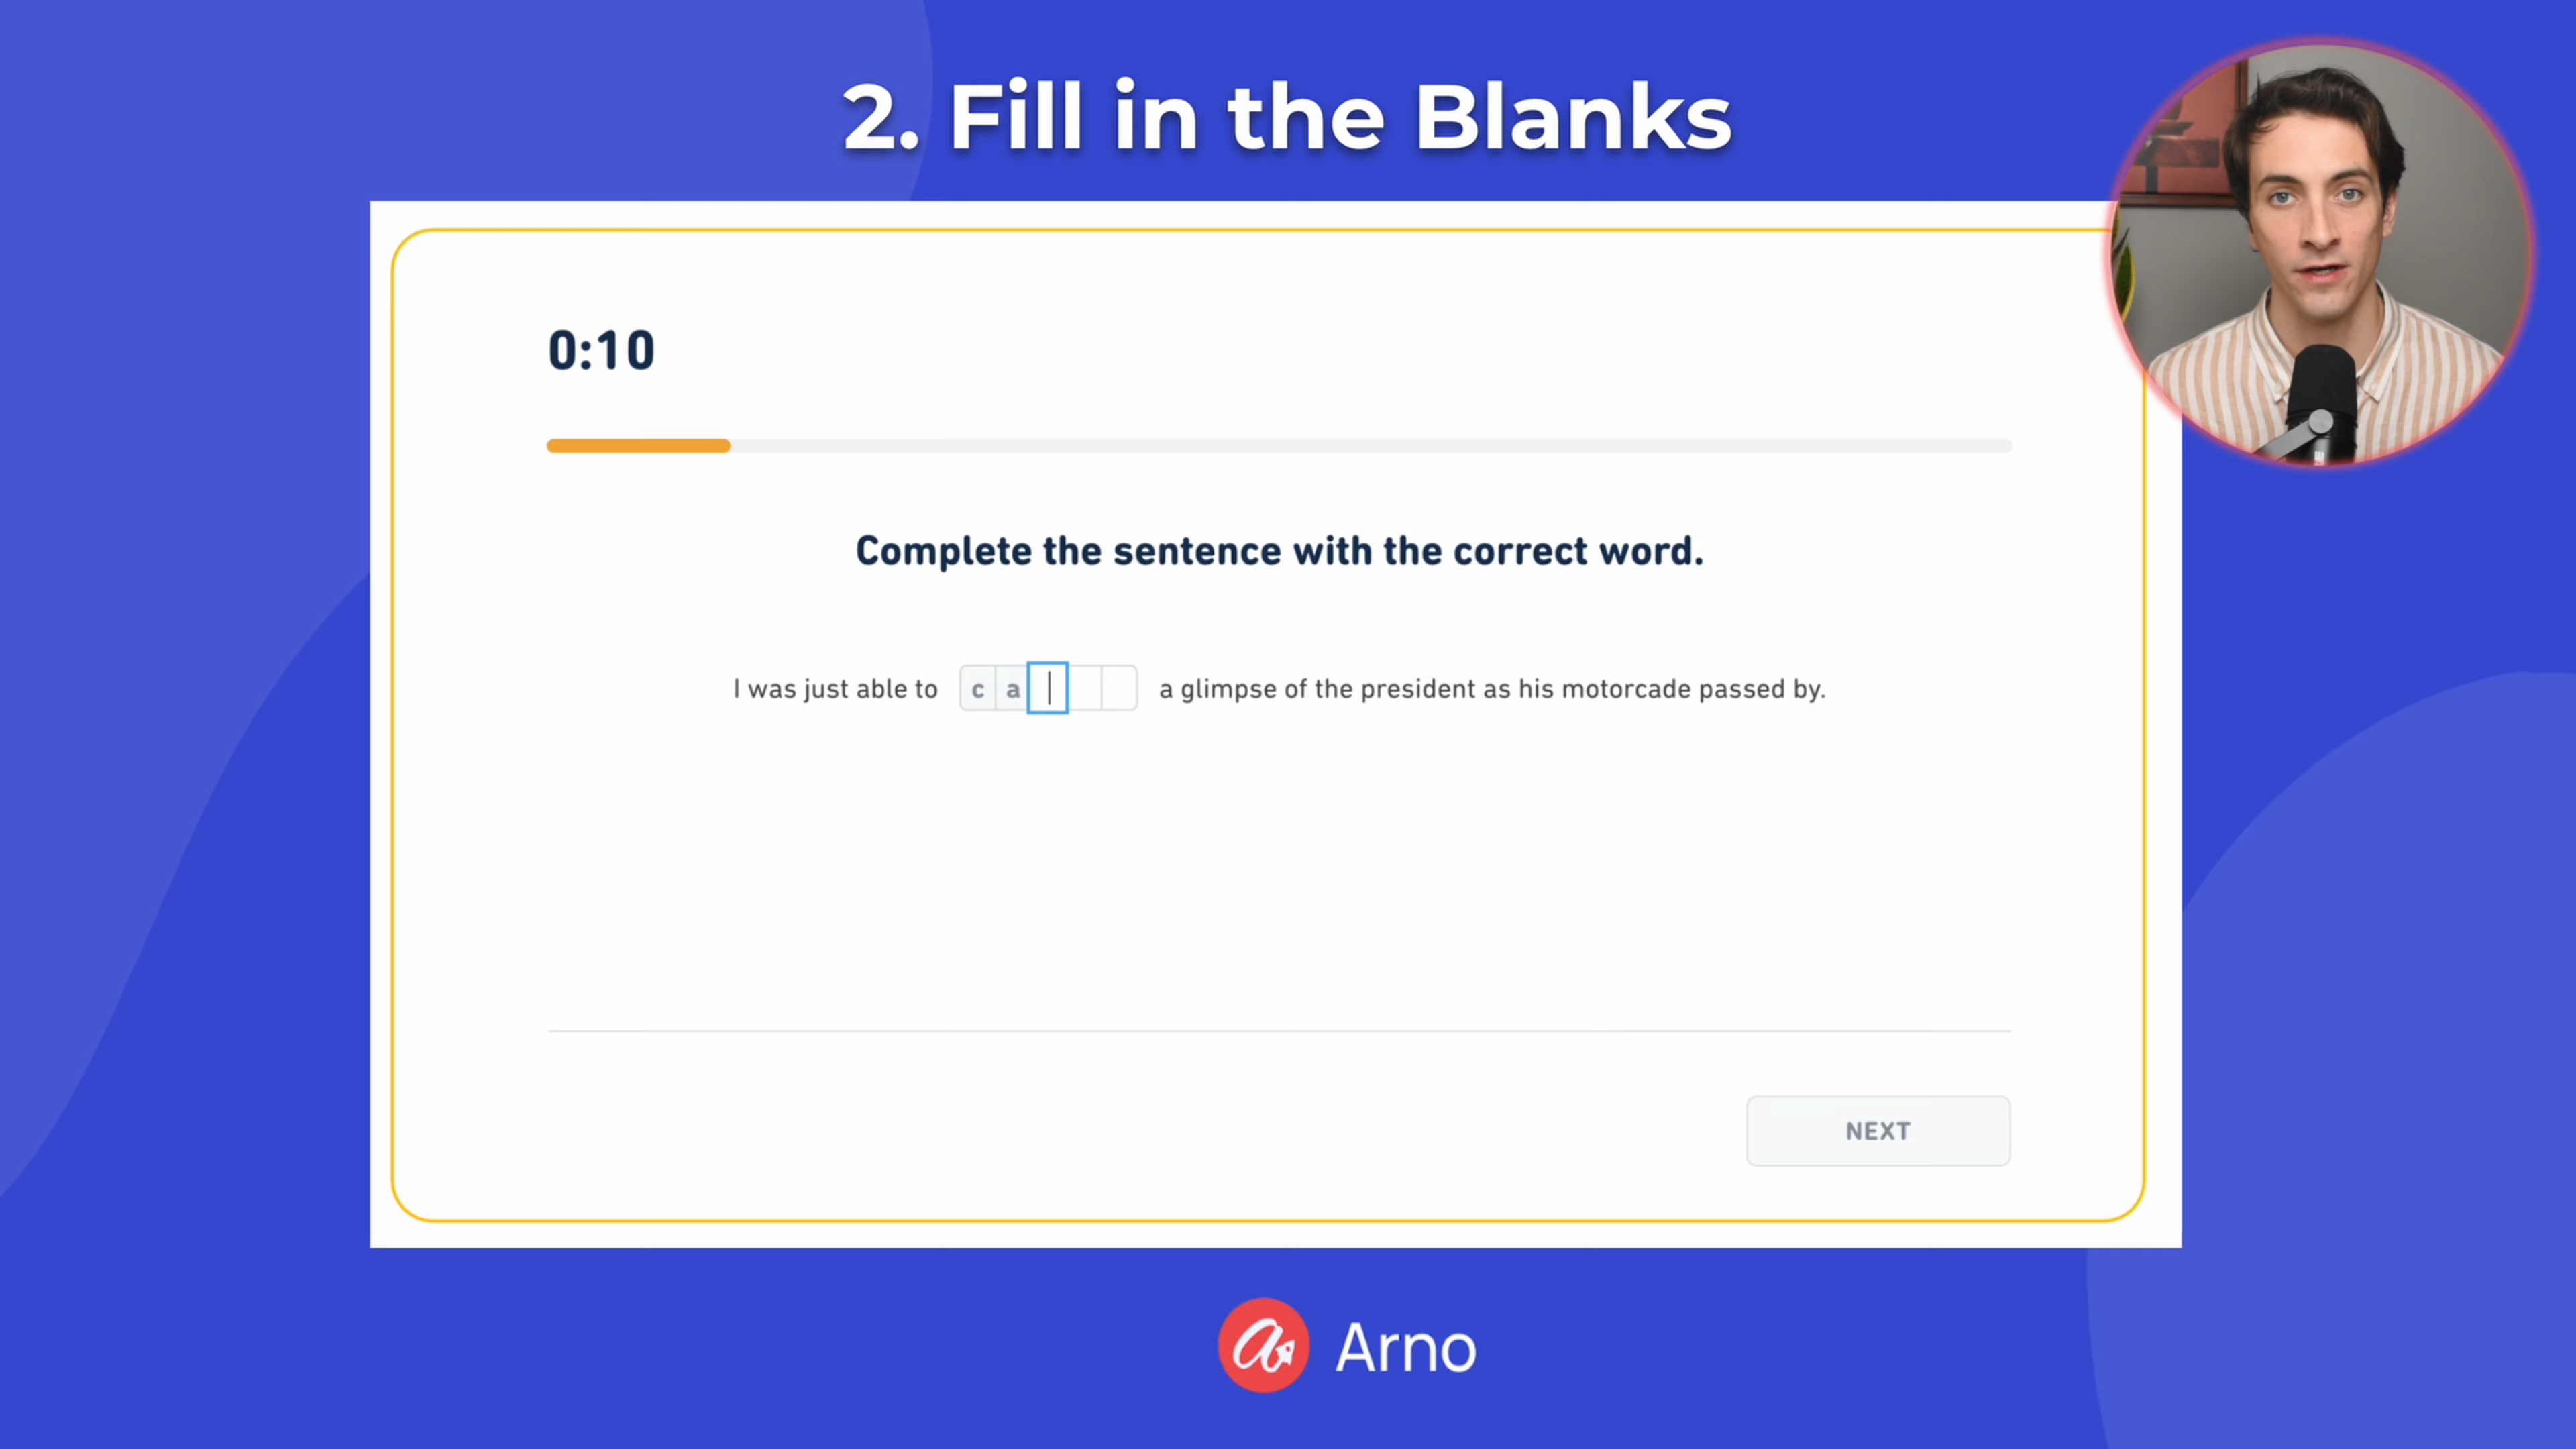 2. Fill in the Blanks
0:10
Complete the sentence with the correct word.
I was just able to ca a glimpse of the president as his motorcade passed by.
NEXT
Arno